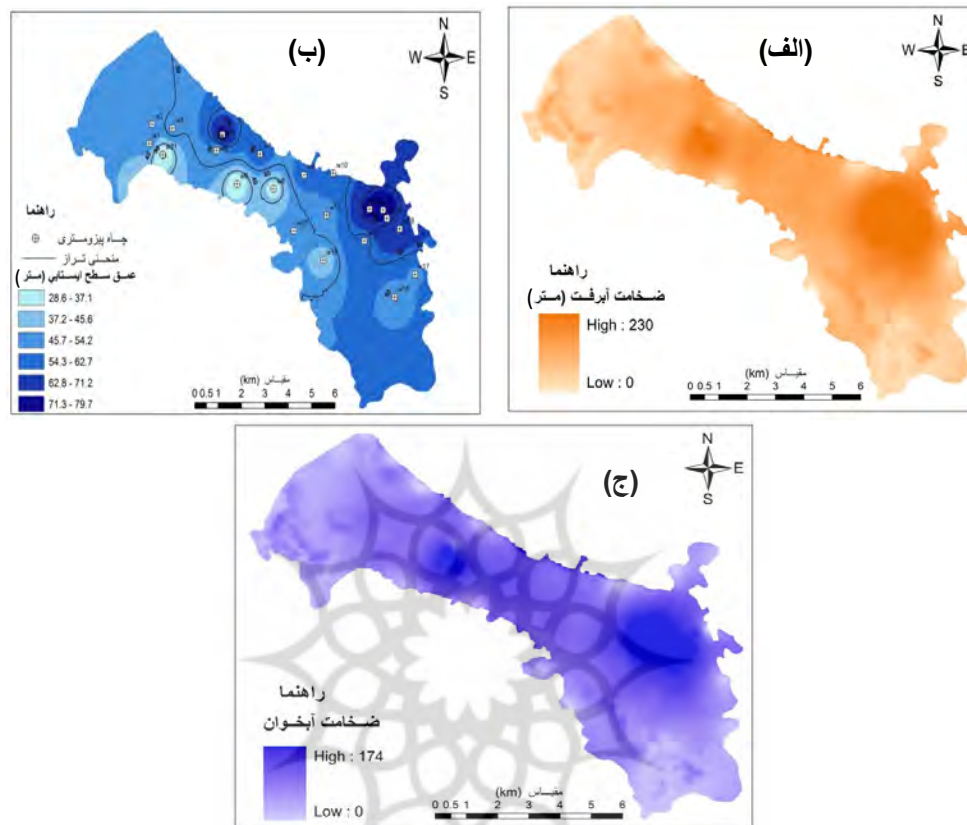 (ب)
N
W E
S
راهنما
چاه پیزومتری
منحنی تراز
عمق سطح ایستابی (متر)
28.6 - 37.1
37.2 - 45.6
45.7 - 54.2
54.3 - 62.7
62.8 - 71.2
71.3 - 79.7
مقیاس (km)
0 0.5 1 2 3 4 5 6
(الف)
N
W E
S
راهنما
ضخامت آبرفت (متر)
High : 230
Low : 0
مقیاس (km)
0 0.5 1 2 3 4 5 6
(ج)
N
W E
S
راهنما
ضخامت آبخوان
High : 174
Low : 0
مقیاس (km)
0 0.5 1 2 3 4 5 6